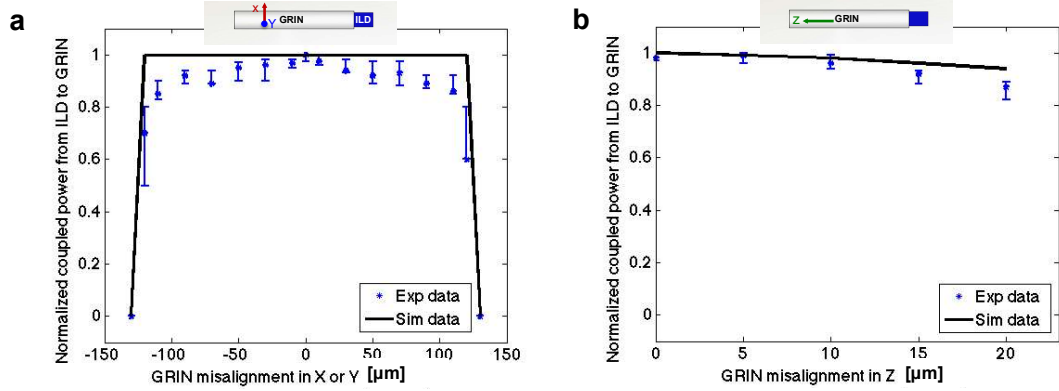 a
X
Y
GRIN
ILD
Normalized coupled power from ILD to GRIN
1
0.8
0.6
0.4
0.2
0
Exp data
Sim data
-150
-100
-50
0
50
100
150
GRIN misalignment in X or Y [μm]
b
Z
GRIN
Normalized coupled power from ILD to GRIN
1
0.8
0.6
0.4
0.2
0
Exp data
Sim data
0
5
10
15
20
GRIN misalignment in Z [μm]